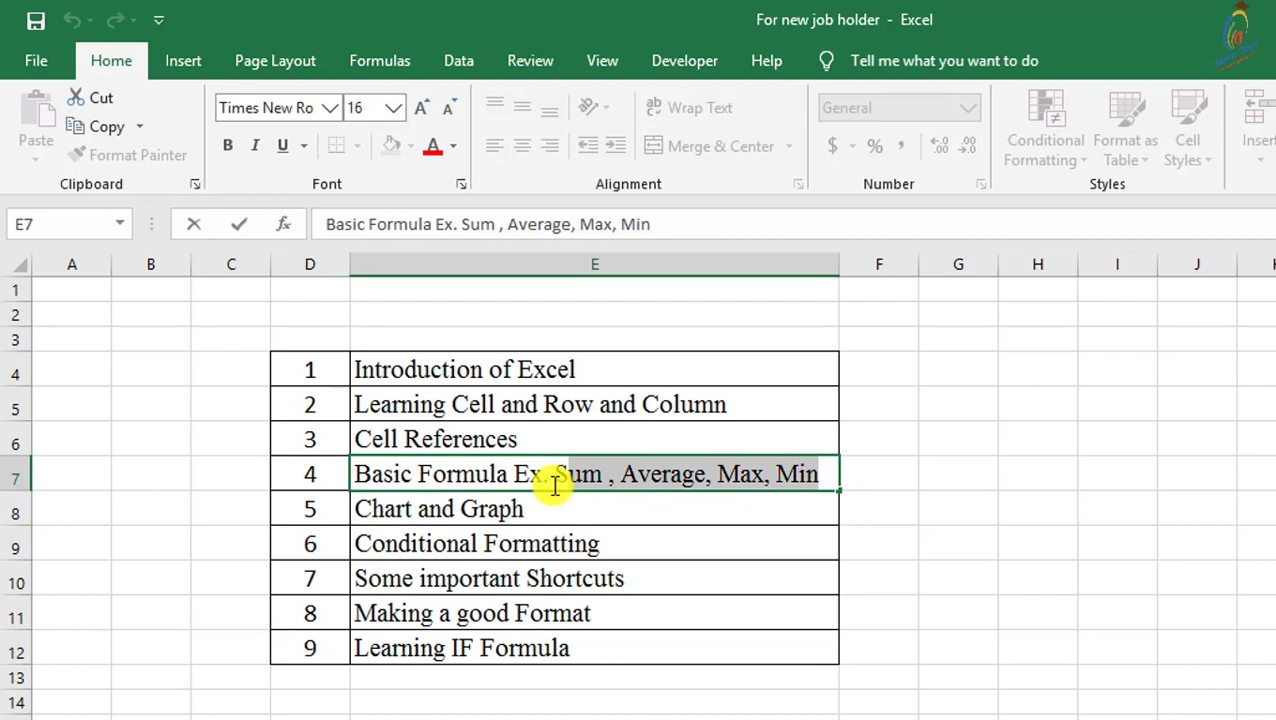 For new job holder - Excel
File Home Insert Page Layout Formulas Data Review View Developer Help Tell me what you want to do
Cut
Copy
Format Painter
Paste
Clipboard
Times New Ro 16
B I U A
Font
Wrap Text
Merge & Center
Alignment
General
$ % ,
Number
Conditional
Formatting
Format as
Table
Cell
Styles
Styles
Insert
E7 fx Basic Formula Ex. Sum , Average, Max, Min
A B C D E F G H I J
1
2
3
4 1 Introduction of Excel
5 2 Learning Cell and Row and Column
6 3 Cell References
7 4 Basic Formula Ex. Sum , Average, Max, Min
8 5 Chart and Graph
9 6 Conditional Formatting
10 7 Some important Shortcuts
11 8 Making a good Format
12 9 Learning IF Formula
13
14